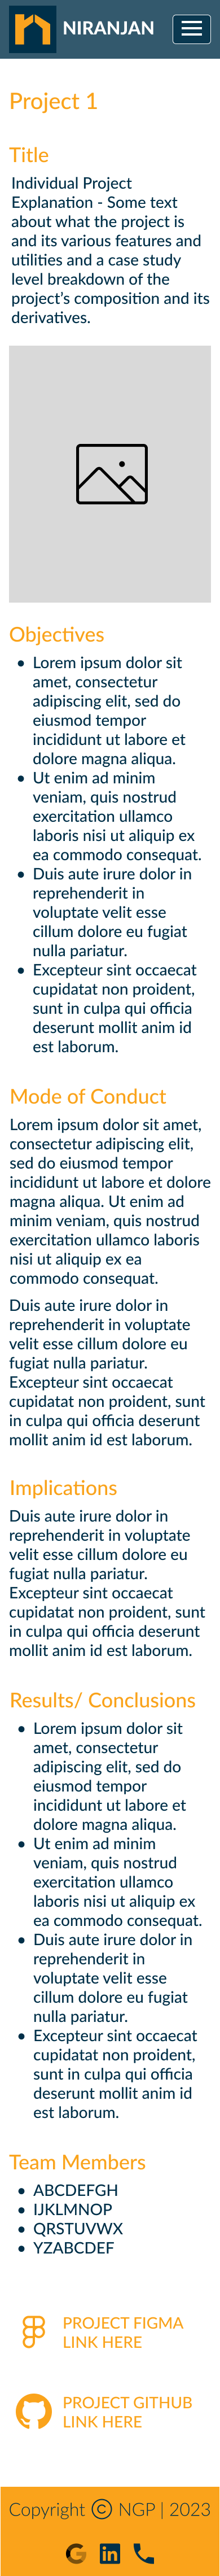 NIRANJAN
Project 1
Title
Individual Project
Explanation - Some text
about what the project is
and its various features and
utilities and a case study
level breakdown of the
project's composition and its
derivatives.
Objectives
• Lorem ipsum dolor sit
amet, consectetur
adipiscing elit, sed do
eiusmod tempor
incididunt ut labore et
dolore magna aliqua.
• Ut enim ad minim
veniam, quis nostrud
exercitation ullamco
laboris nisi ut aliquip ex
ea commodo consequat.
• Duis aute irure dolor in
reprehenderit in
voluptate velit esse
cillum dolore eu fugiat
nulla pariatur.
• Excepteur sint occaecat
cupidatat non proident,
sunt in culpa qui officia
deserunt mollit anim id
est laborum.
Mode of Conduct
Lorem ipsum dolor sit amet,
consectetur adipiscing elit,
sed do eiusmod tempor
incididunt ut labore et dolore
magna aliqua. Ut enim ad
minim veniam, quis nostrud
exercitation ullamco laboris
nisi ut aliquip ex ea
commodo consequat.
Duis aute irure dolor in
reprehenderit in voluptate
velit esse cillum dolore eu
fugiat nulla pariatur.
Excepteur sint occaecat
cupidatat non proident, sunt
in culpa qui officia deserunt
mollit anim id est laborum.
Implications
Duis aute irure dolor in
reprehenderit in voluptate
velit esse cillum dolore eu
fugiat nulla pariatur.
Excepteur sint occaecat
cupidatat non proident, sunt
in culpa qui officia deserunt
mollit anim id est laborum.
Results/ Conclusions
• Lorem ipsum dolor sit
amet, consectetur
adipiscing elit, sed do
eiusmod tempor
incididunt ut labore et
dolore magna aliqua.
• Ut enim ad minim
veniam, quis nostrud
exercitation ullamco
laboris nisi ut aliquip ex
ea commodo consequat.
• Duis aute irure dolor in
reprehenderit in
voluptate velit esse
cillum dolore eu fugiat
nulla pariatur.
• Excepteur sint occaecat
cupidatat non proident,
sunt in culpa qui officia
deserunt mollit anim id
est laborum.
Team Members
• ABCDEFGH
• IJKLMNOP
• QRSTUVWX
• YZABCDEF
PROJECT FIGMA
LINK HERE
PROJECT GITHUB
LINK HERE
Copyright © NGP | 2023
G in